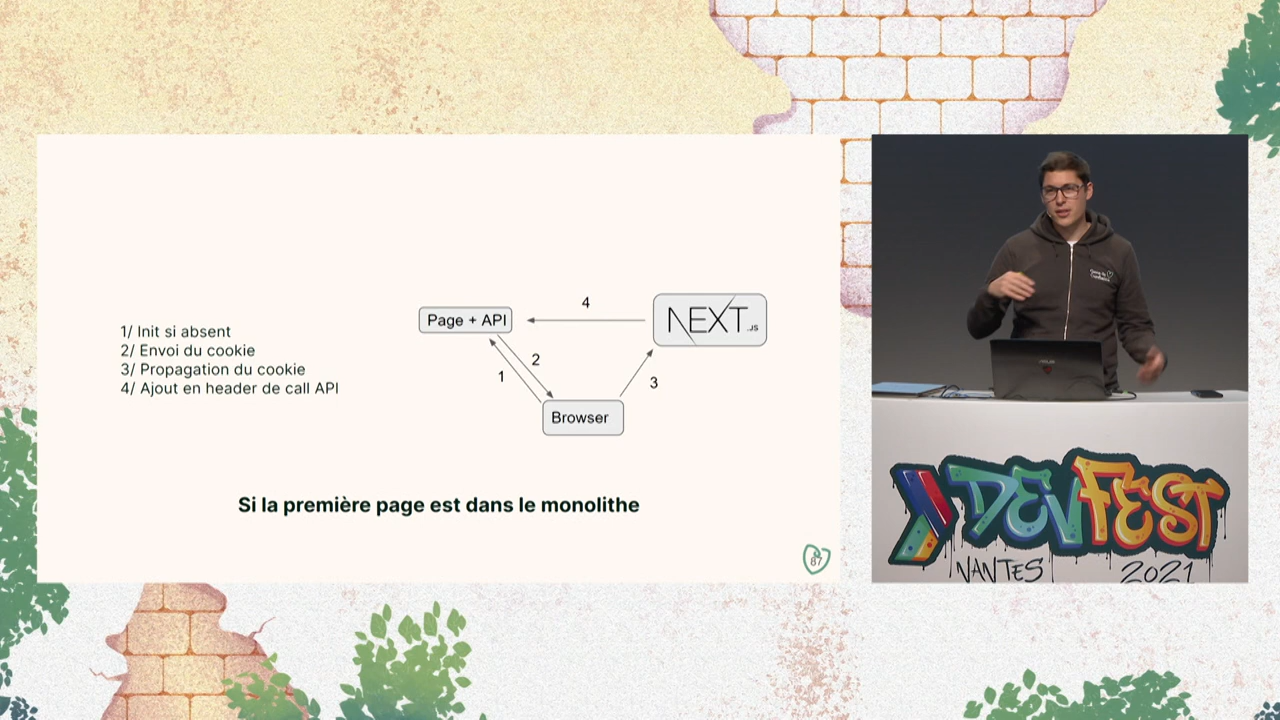 1/ Init si absent
2/ Envoi du cookie
3/ Propagation du cookie
4/ Ajout en header de call API
Page + API
4
NEXT.JS
2
1
3
Browser
Si la première page est dans le monolithe
87
ASUS
DEVFEST
NANTES 2021